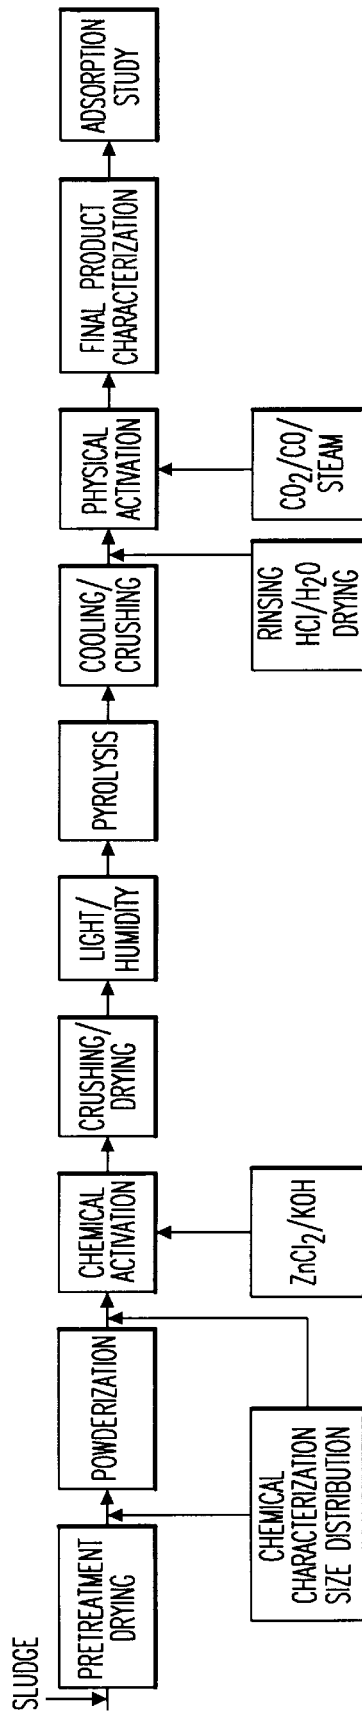 SLUDGE
PRETREATMENT
DRYING
POWDERIZATION
CHEMICAL
ACTIVATION
CRUSHING/
DRYING
LIGHT/
HUMIDITY
PYROLYSIS
COOLING/
CRUSHING
PHYSICAL
ACTIVATION
FINAL PRODUCT
CHARACTERIZATION
ADSORPTION
STUDY
CHEMICAL
CHARACTERIZATION
SIZE DISTRIBUTION
ZnCl₂/KOH
RINSING
HCl/H₂O
DRYING
CO₂/CO/
STEAM